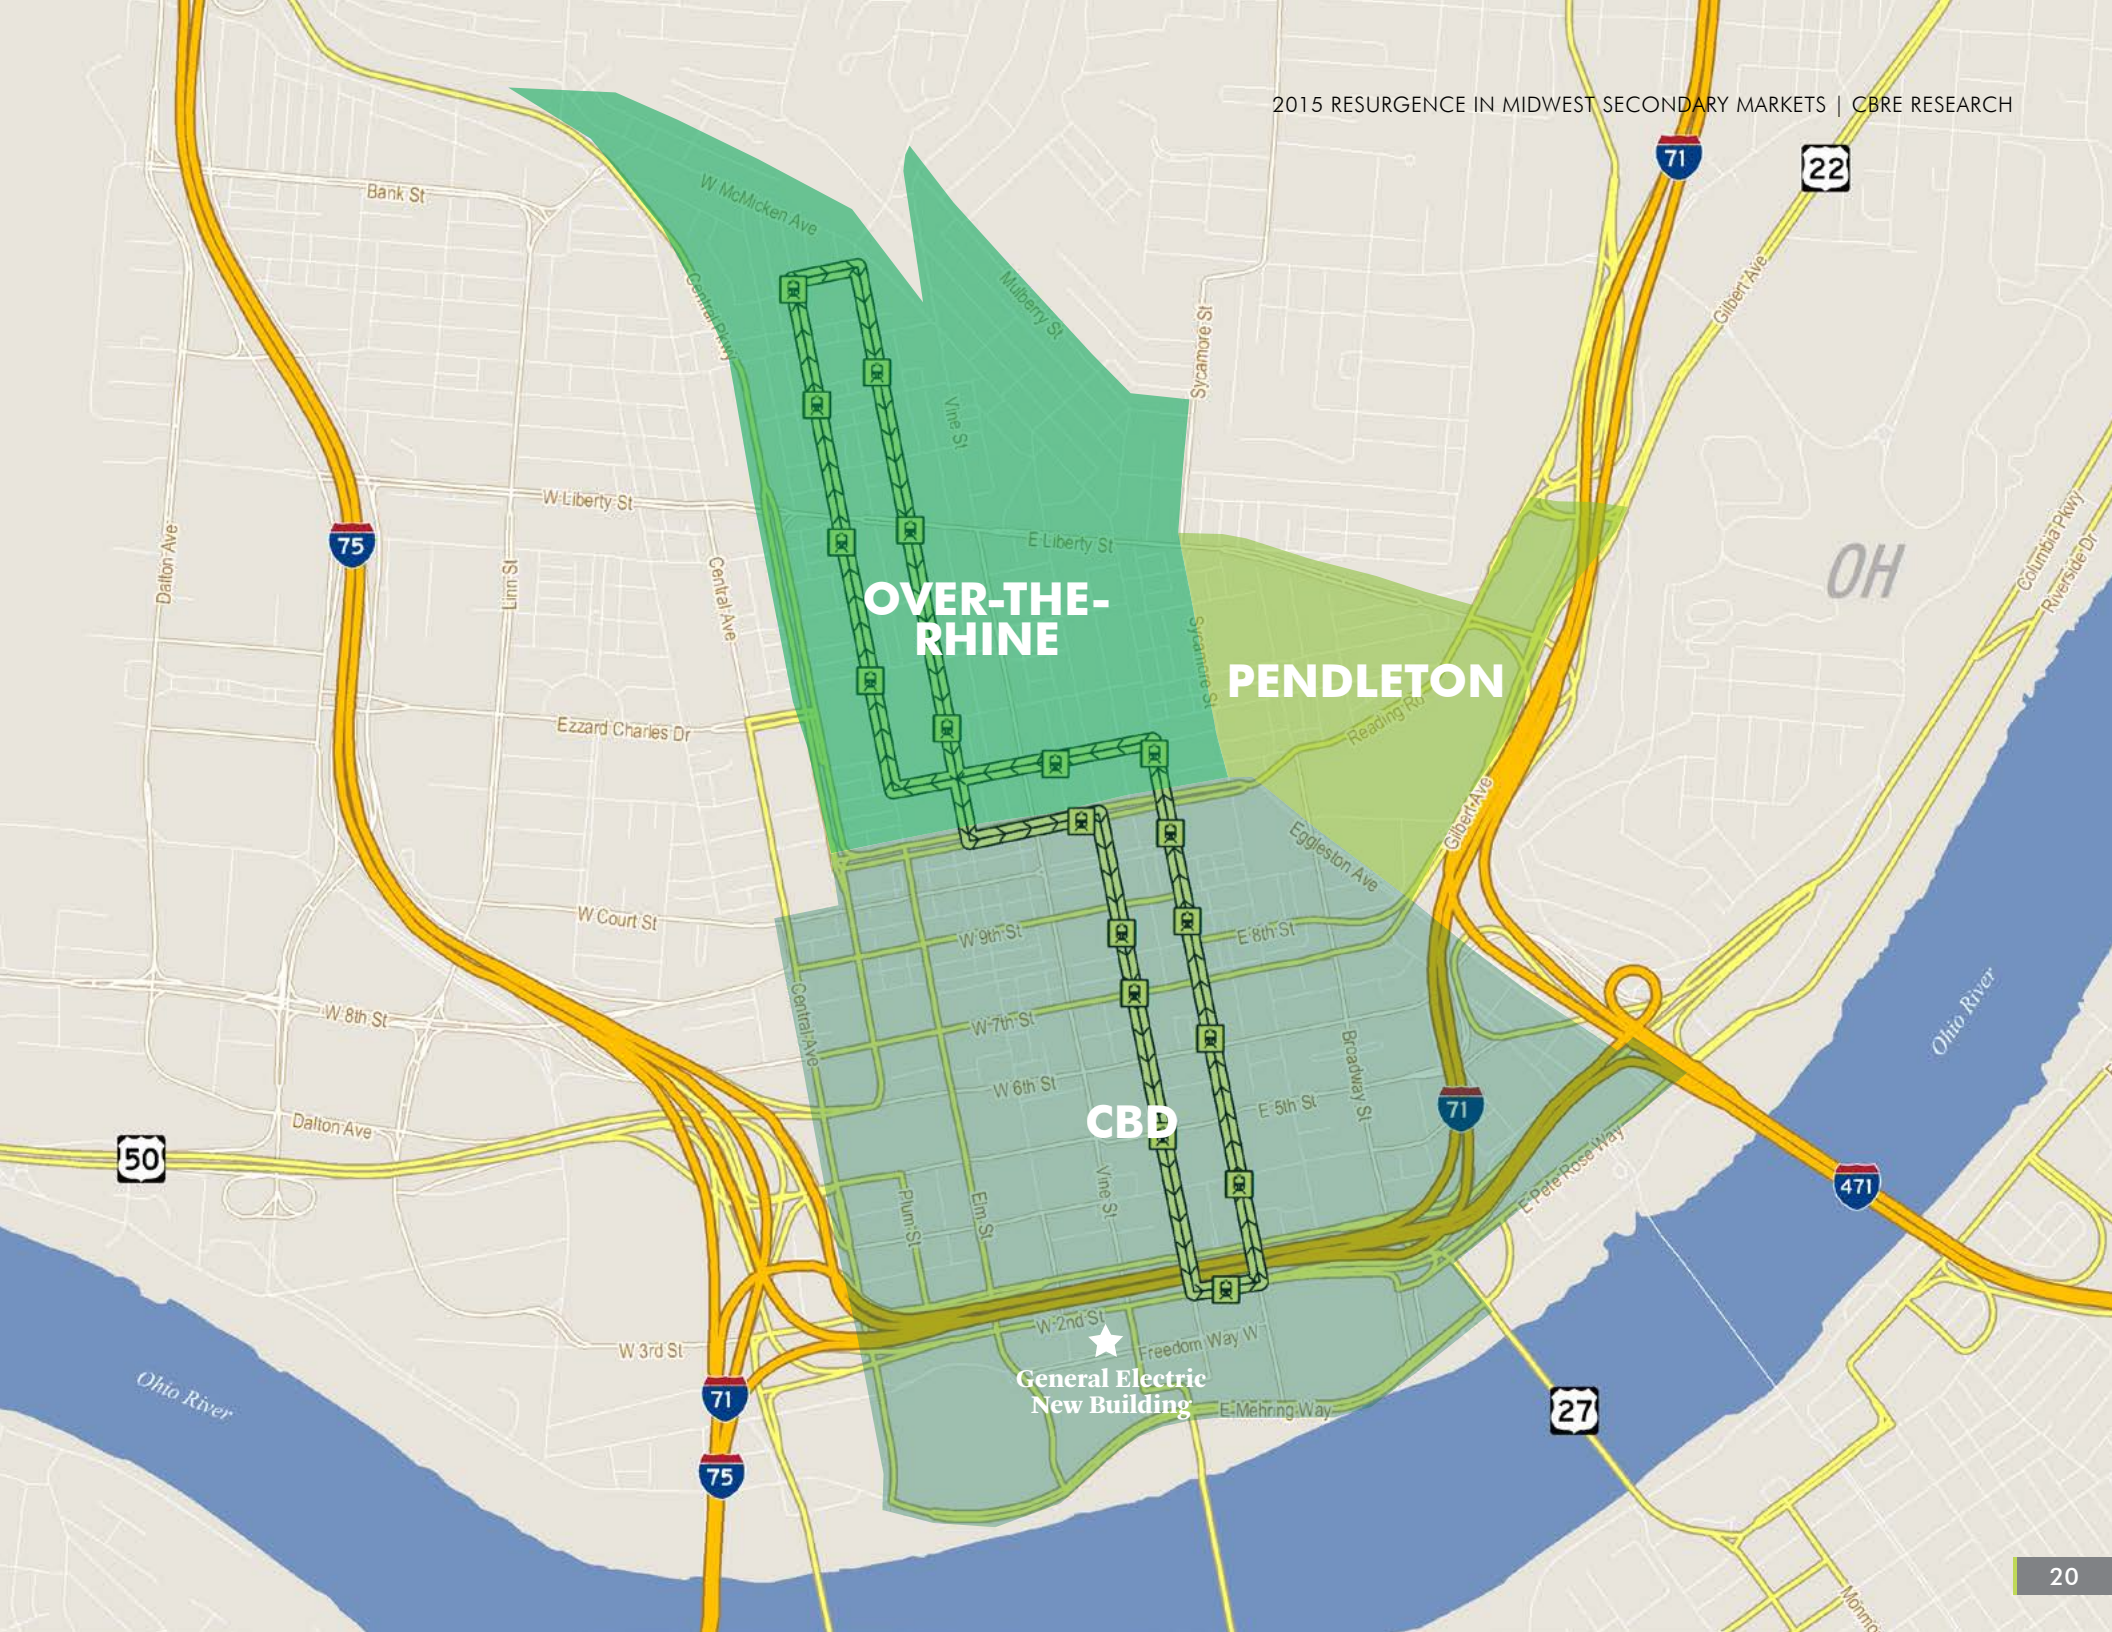 2015 RESURGENCE IN MIDWEST SECONDARY MARKETS | CBRE RESEARCH
71
22
Bank St
W McMicken Ave
Central Pkwy
Mulberry St
Sycamore St
Gilbert Ave
Vine St
W Liberty St
E Liberty St
75
Dalton Ave
Linn St
Central Ave
OH
Columbia Pkwy
Riverside Dr
OVER-THE-
RHINE
Sycamore St
PENDLETON
Reading Rd
Ezzard Charles Dr
Gilbert Ave
Eggleston Ave
W Court St
W 9th St
E 8th St
W 8th St
Central Ave
W 7th St
Ohio River
W 6th St
Broadway St
E 5th St
CBD
71
50
Dalton Ave
E Pete Rose Way
471
Plum St
Elm St
Vine St
W 2nd St
Freedom Way W
W 3rd St
General Electric
New Building
E Mehring Way
Ohio River
71
27
75
20